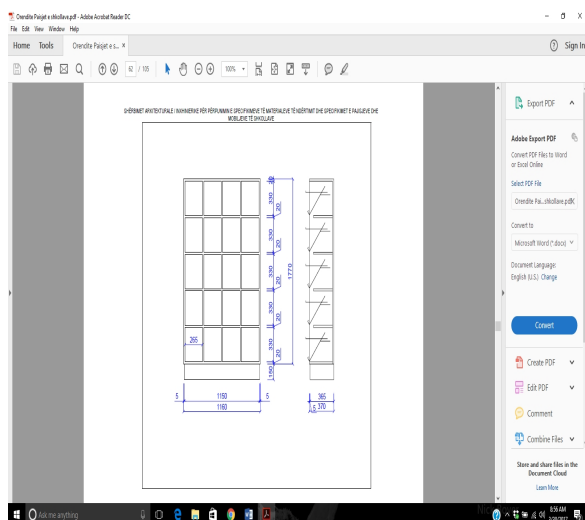 Orendite Paisjet e shkollave.pdf - Adobe Acrobat Reader DC
File Edit View Window Help
Home Tools
Orendite Paisjet e s... ×
Sign In
62 / 105
100%
SHËRBIMET ARKITEKTURALE I INXHINIERIKE PËR PËRPUNIMIN E SPECIFIKIMEVE TË MATERIALEVE TË NDËRTIMIT DHE SPECIFIKIMET E PAISJEVE DHE
MOBILJEVE TË SHKOLLAVE
330
20
330
20
330
20
330
20
330
20
150
1770
265
5 1150 5
1160
365
5 370
Export PDF
Adobe Export PDF
Convert PDF Files to Word
or Excel Online
Select PDF File
Orendite Pai...shkollave.pdf
Convert to
Microsoft Word (*.docx)
Document Language:
English (U.S.) Change
Convert
Create PDF
Edit PDF
Comment
Combine Files
Store and share files in the
Document Cloud
Learn More
Ask me anything
8:56 AM